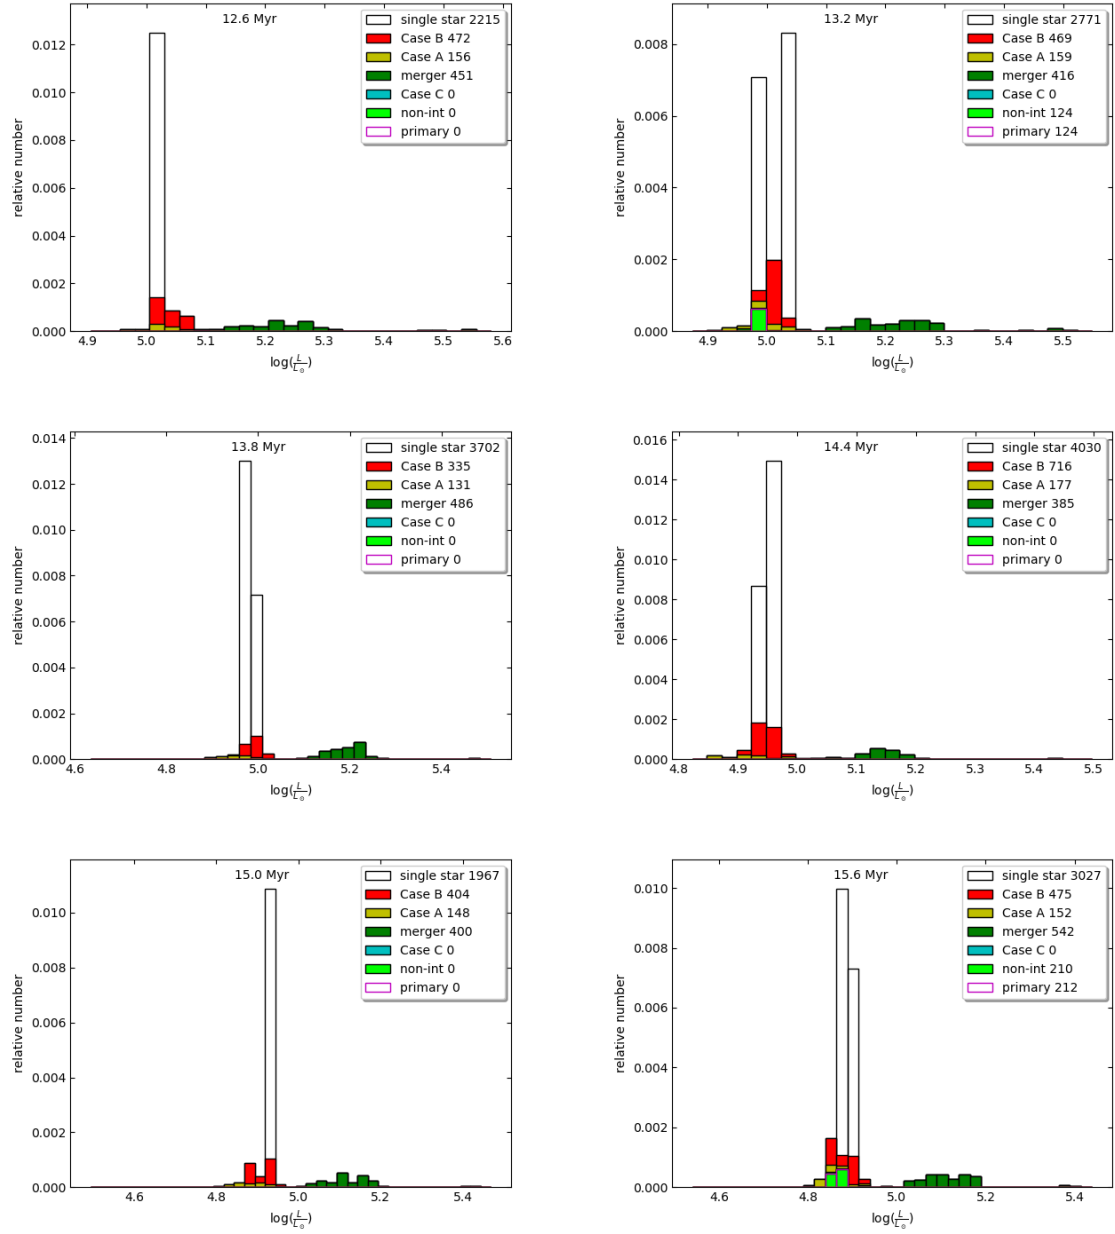 12.6 Myr
single star 2215
Case B 472
Case A 156
merger 451
Case C 0
non-int 0
primary 0
relative number
0.012
0.010
0.008
0.006
0.004
0.002
0.000
4.9 5.0 5.1 5.2 5.3 5.4 5.5 5.6
log(L/L₀)
13.2 Myr
single star 2771
Case B 469
Case A 159
merger 416
Case C 0
non-int 124
primary 124
relative number
0.008
0.006
0.004
0.002
0.000
4.9 5.0 5.1 5.2 5.3 5.4 5.5
log(L/L₀)
13.8 Myr
single star 3702
Case B 335
Case A 131
merger 486
Case C 0
non-int 0
primary 0
relative number
0.014
0.012
0.010
0.008
0.006
0.004
0.002
0.000
4.6 4.8 5.0 5.2 5.4
log(L/L₀)
14.4 Myr
single star 4030
Case B 716
Case A 177
merger 385
Case C 0
non-int 0
primary 0
relative number
0.016
0.014
0.012
0.010
0.008
0.006
0.004
0.002
0.000
4.8 4.9 5.0 5.1 5.2 5.3 5.4 5.5
log(L/L₀)
15.0 Myr
single star 1967
Case B 404
Case A 148
merger 400
Case C 0
non-int 0
primary 0
relative number
0.010
0.008
0.006
0.004
0.002
0.000
4.6 4.8 5.0 5.2 5.4
log(L/L₀)
15.6 Myr
single star 3027
Case B 475
Case A 152
merger 542
Case C 0
non-int 210
primary 212
relative number
0.010
0.008
0.006
0.004
0.002
0.000
4.6 4.8 5.0 5.2 5.4
log(L/L₀)